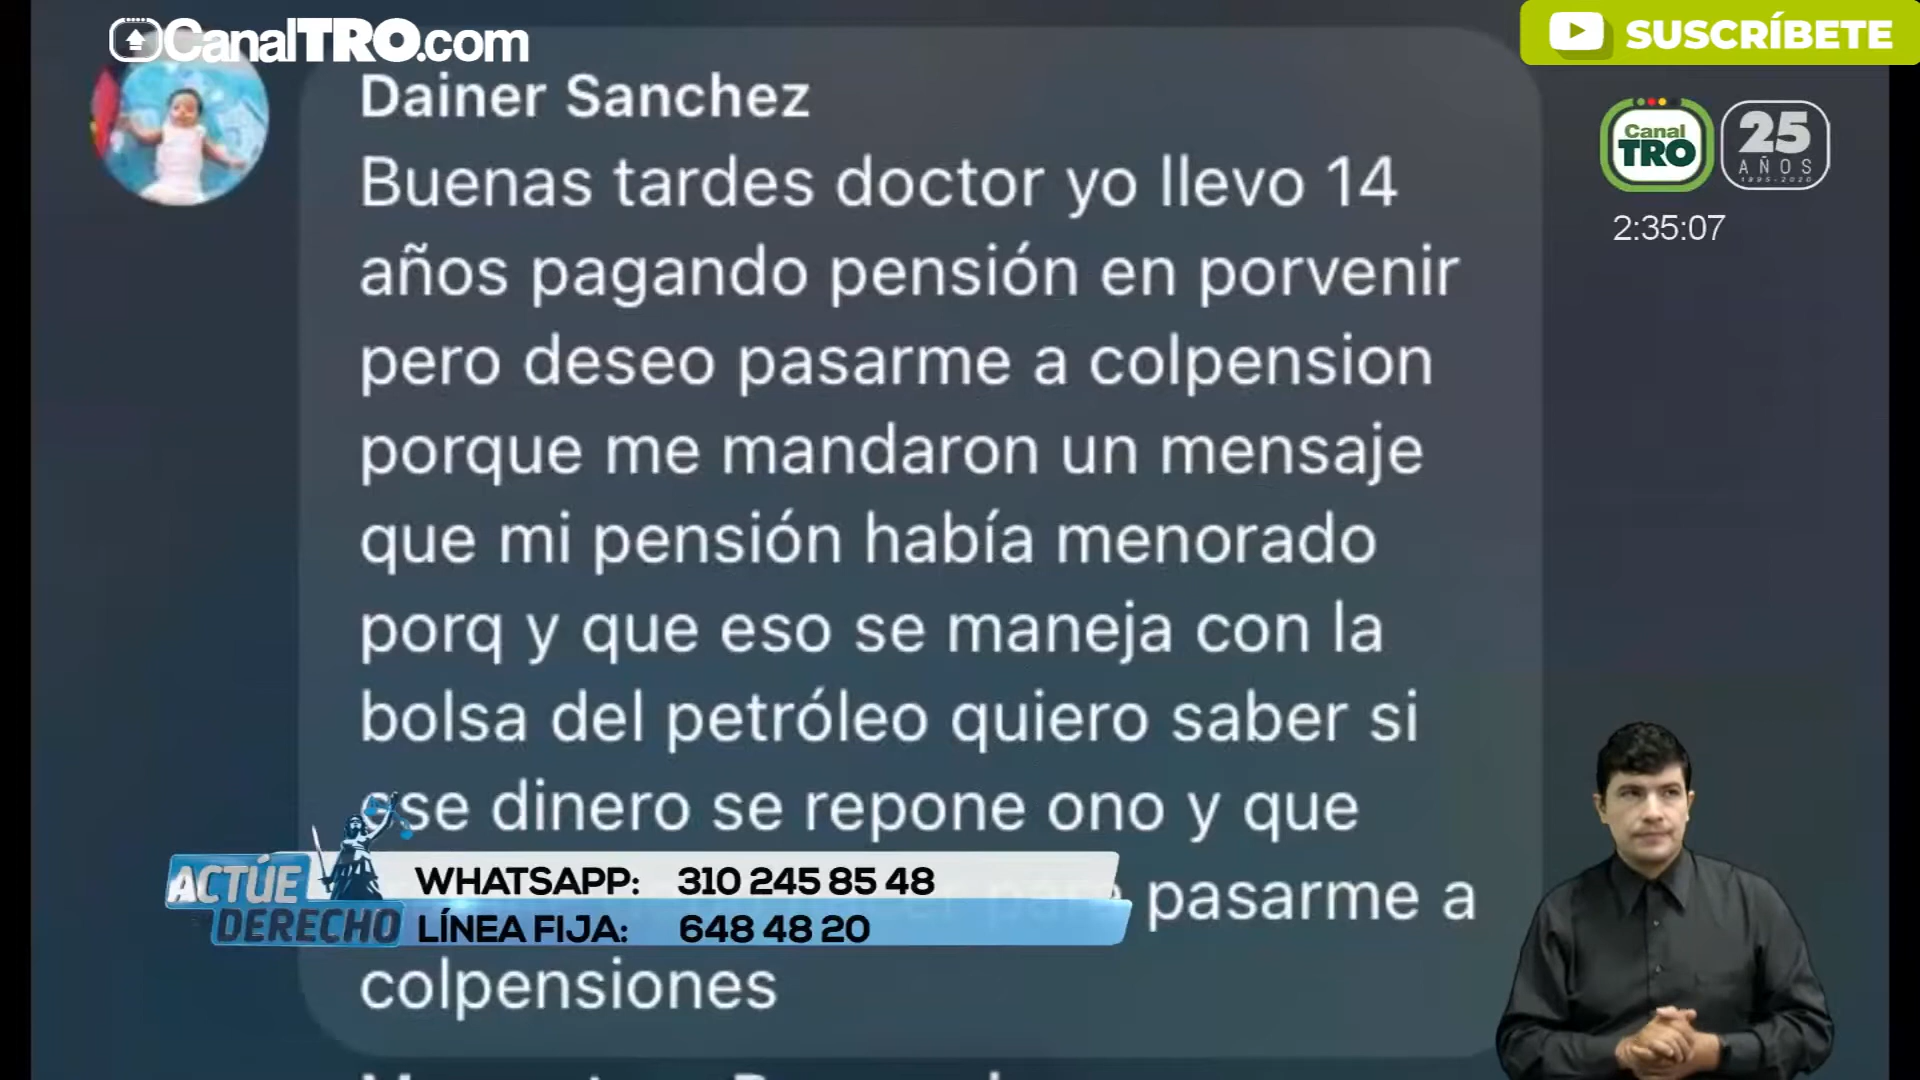 CanalTRO.com
SUSCRÍBETE
Canal
TRO
25
AÑOS
1995-2020
2:35:07
Dainer Sanchez
Buenas tardes doctor yo llevo 14
años pagando pensión en porvenir
pero deseo pasarme a colpension
porque me mandaron un mensaje
que mi pensión había menorado
porq y que eso se maneja con la
bolsa del petróleo quiero saber si
ese dinero se repone ono y que
pasarme a
colpensiones
ACTÚE
DERECHO
WHATSAPP: 310 245 85 48
LÍNEA FIJA: 648 48 20